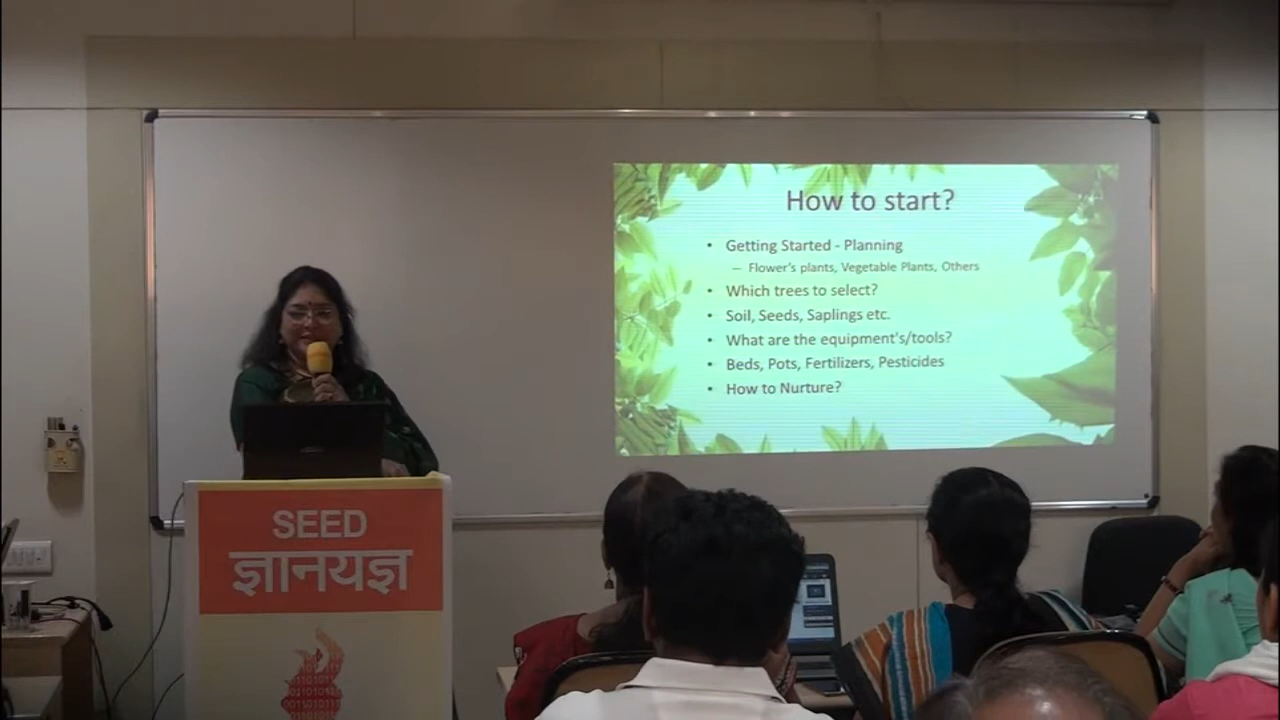 How to start?
• Getting Started - Planning
– Flower's plants, Vegetable Plants, Others
• Which trees to select?
• Soil, Seeds, Saplings etc.
• What are the equipment's/tools?
• Beds, Pots, Fertilizers, Pesticides
• How to Nurture?
SEED
ज्ञानयज्ञ